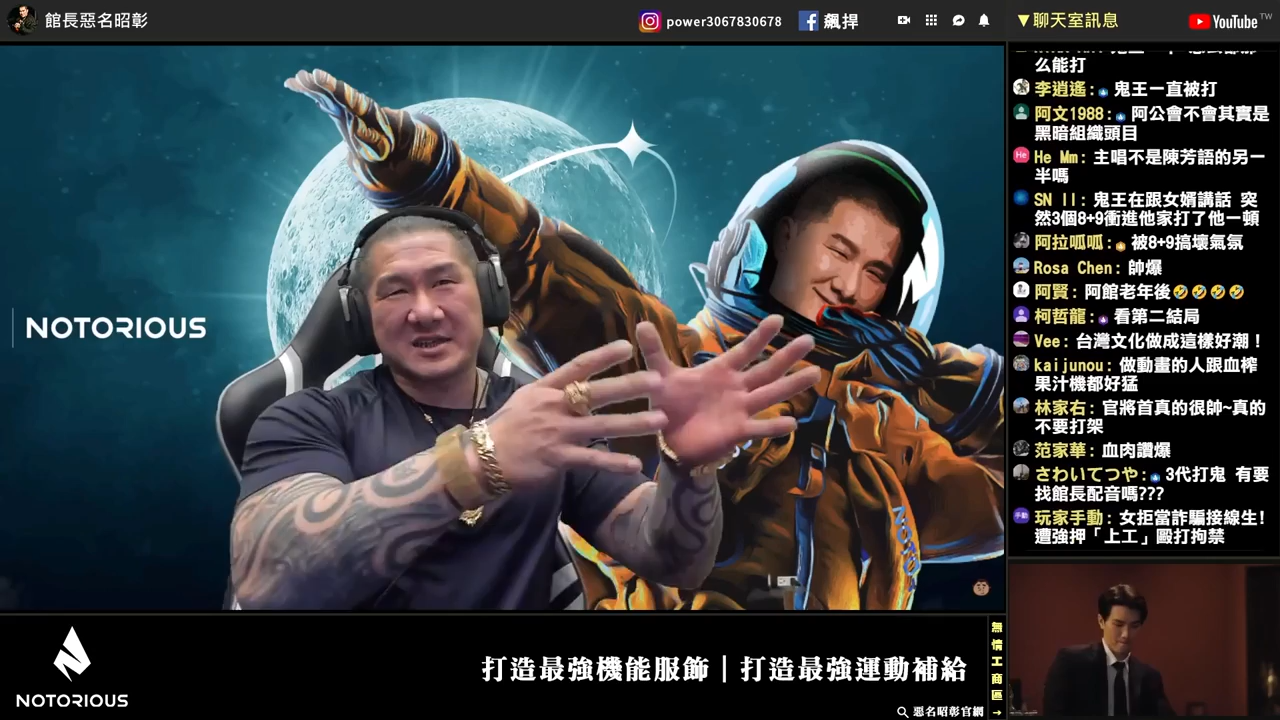 館長惡名昭彰
power3067830678
飆捍
▼聊天室訊息
YouTube TW
么能打
李逍遙: 鬼王一直被打
阿文1988: 阿公會不會其實是
黑暗組織頭目
He Mm: 主唱不是陳芳語的另一
半嗎
SN II: 鬼王在跟女婿講話 突
然3個8+9衝進他家打了他一頓
阿拉呱呱: 被8+9搞壞氣氛
Rosa Chen: 帥爆
阿賢: 阿館老年後🤣🤣🤣🤣
柯哲龍: 看第二結局
Vee: 台灣文化做成這樣好潮！
kaijunou: 做動畫的人跟血榨
果汁機都好猛
林家右: 官將首真的很帥~真的
不要打架
范家華: 血肉讚爆
さわいてつや: 3代打鬼 有要
找館長配音嗎???
玩家手動: 女拒當詐騙接線生!
遭強押「上工」毆打拘禁
NOTORIOUS
NOTORIOUS
打造最強機能服飾｜打造最強運動補給
惡名昭彰官網
無情工商區→